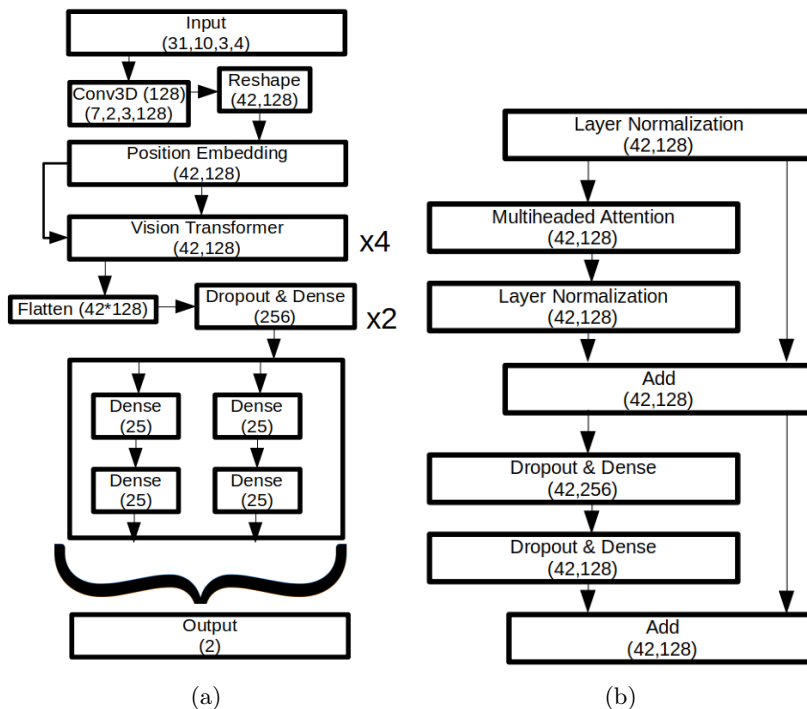 Input
(31,10,3,4)
Conv3D (128)
(7,2,3,128)
Reshape
(42,128)
Position Embedding
(42,128)
Vision Transformer
(42,128)
x4
Flatten (42*128)
Dropout & Dense
(256)
x2
Dense
(25)
Dense
(25)
Dense
(25)
Dense
(25)
Output
(2)
(a)
Layer Normalization
(42,128)
Multiheaded Attention
(42,128)
Layer Normalization
(42,128)
Add
(42,128)
Dropout & Dense
(42,256)
Dropout & Dense
(42,128)
Add
(42,128)
(b)